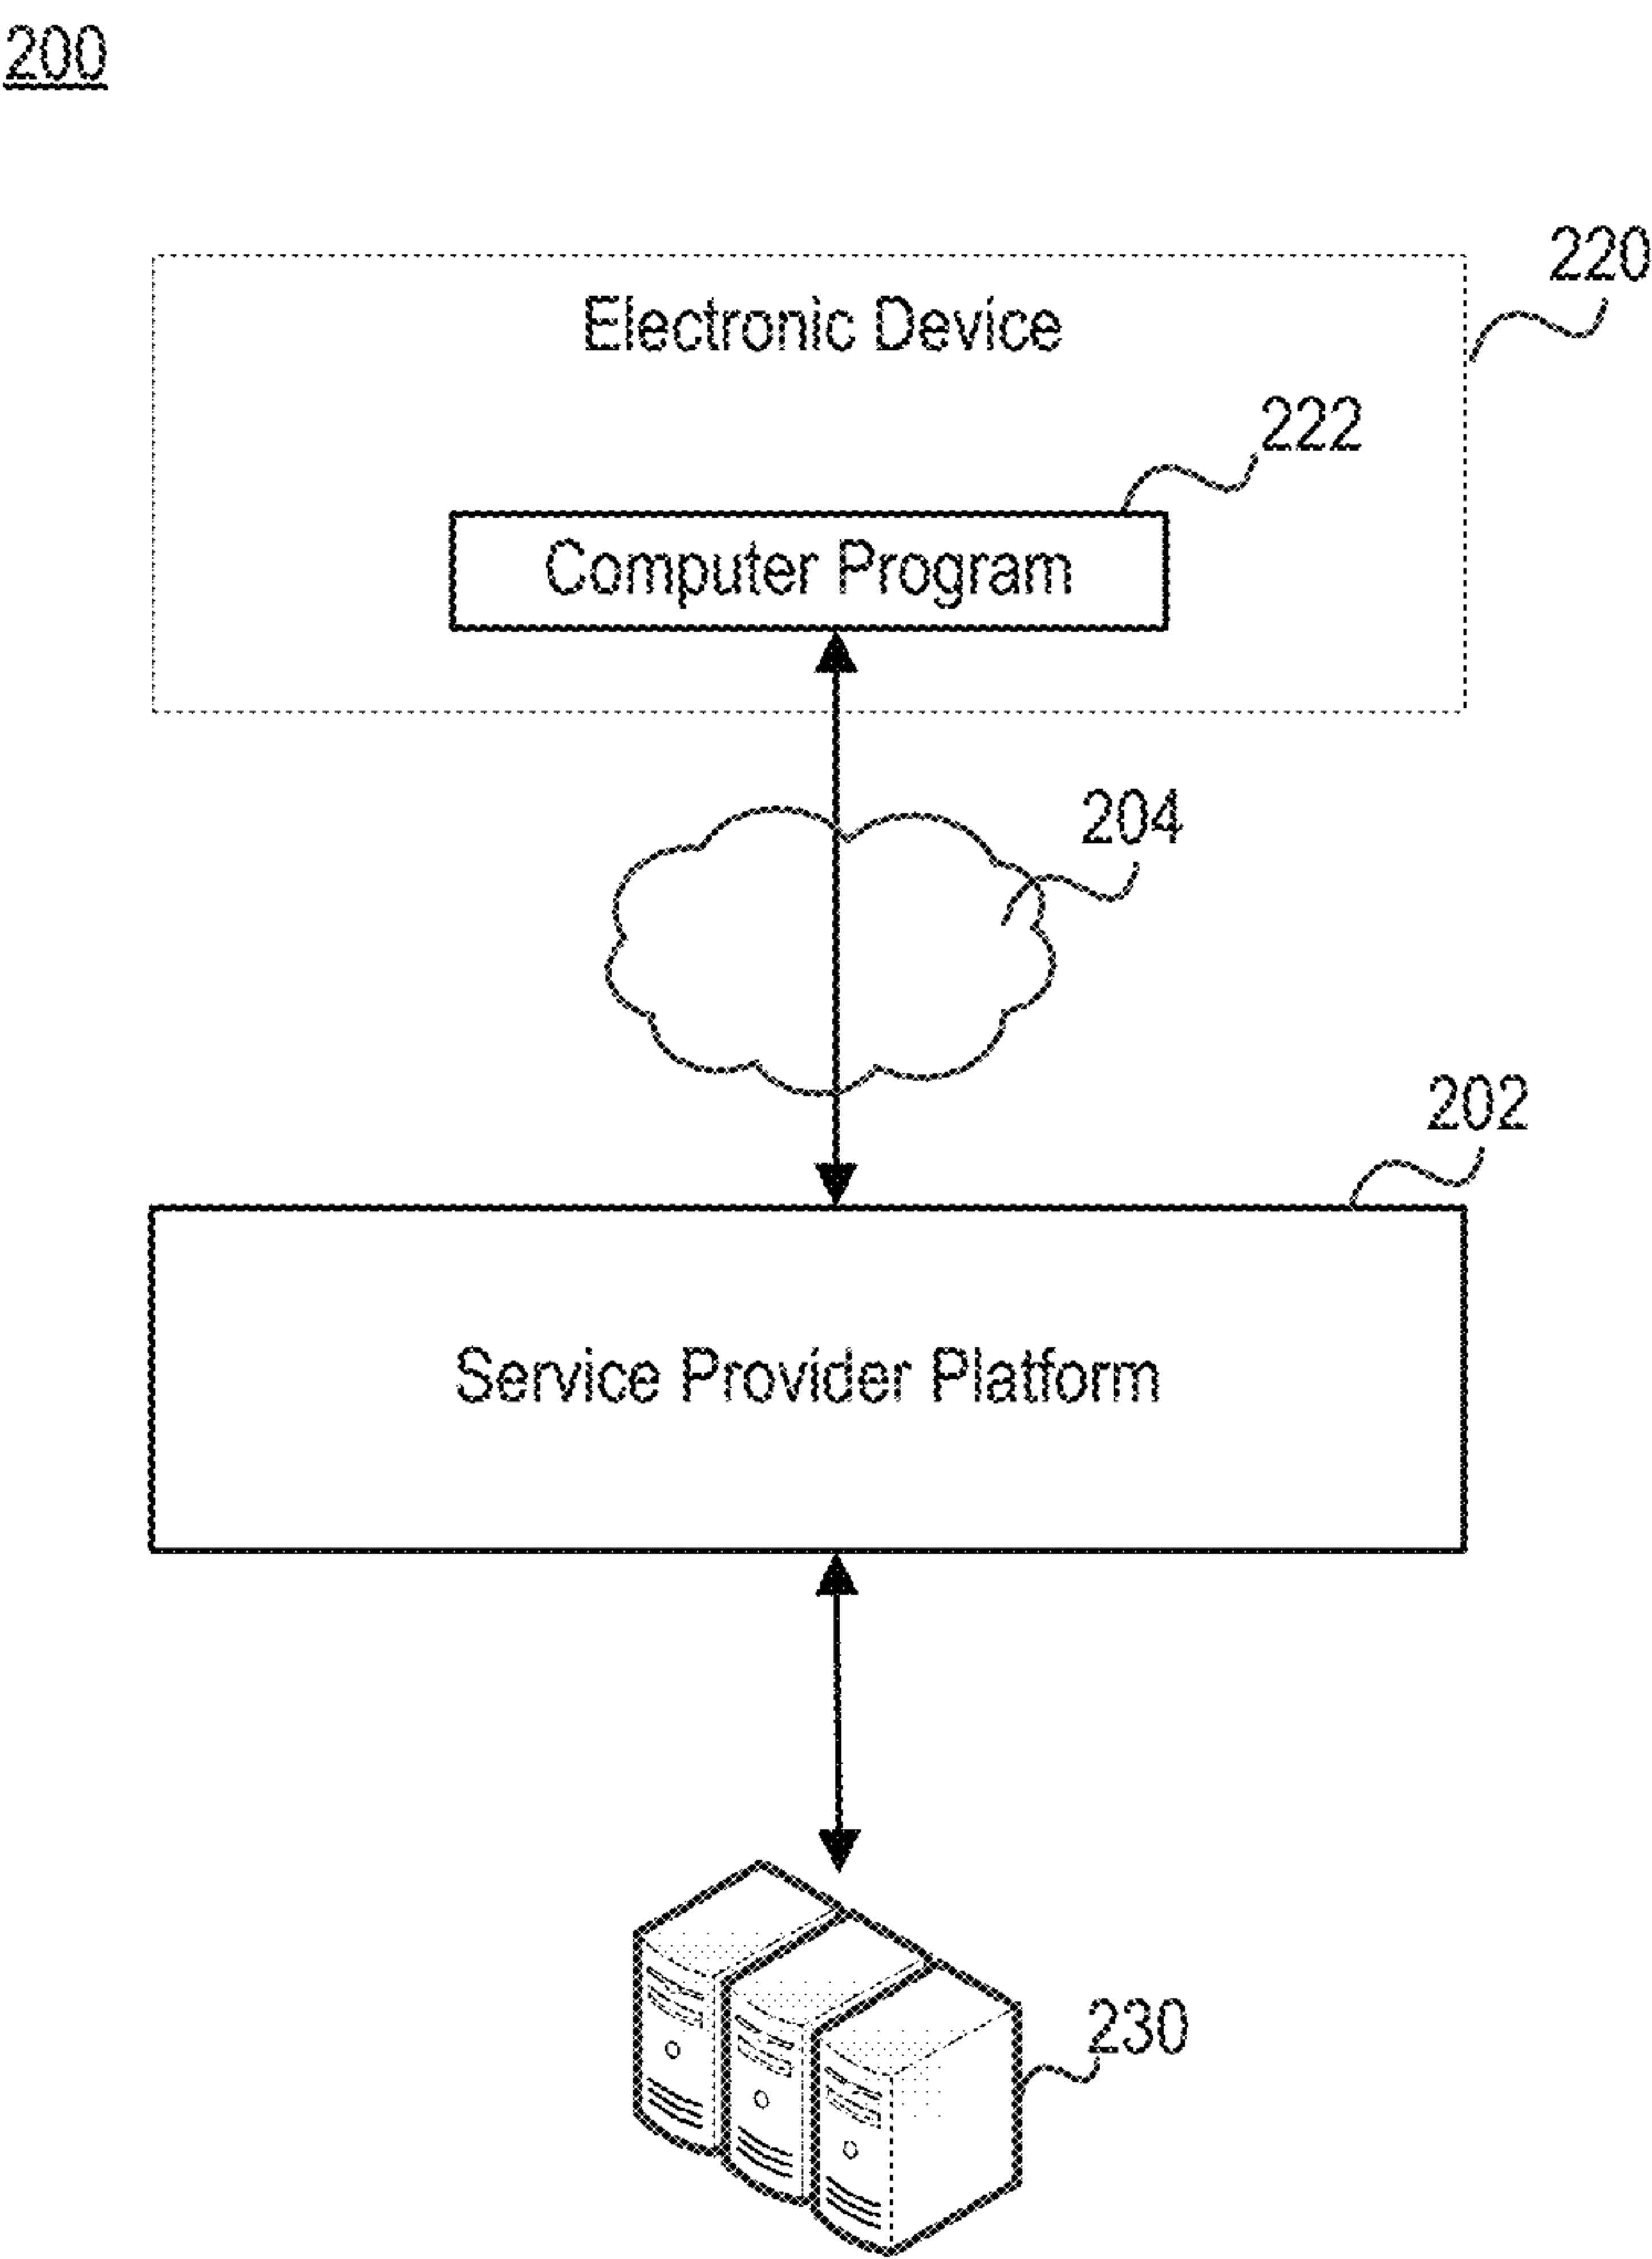 200
220
Electronic Device
222
Computer Program
204
202
Service Provider Platform
230